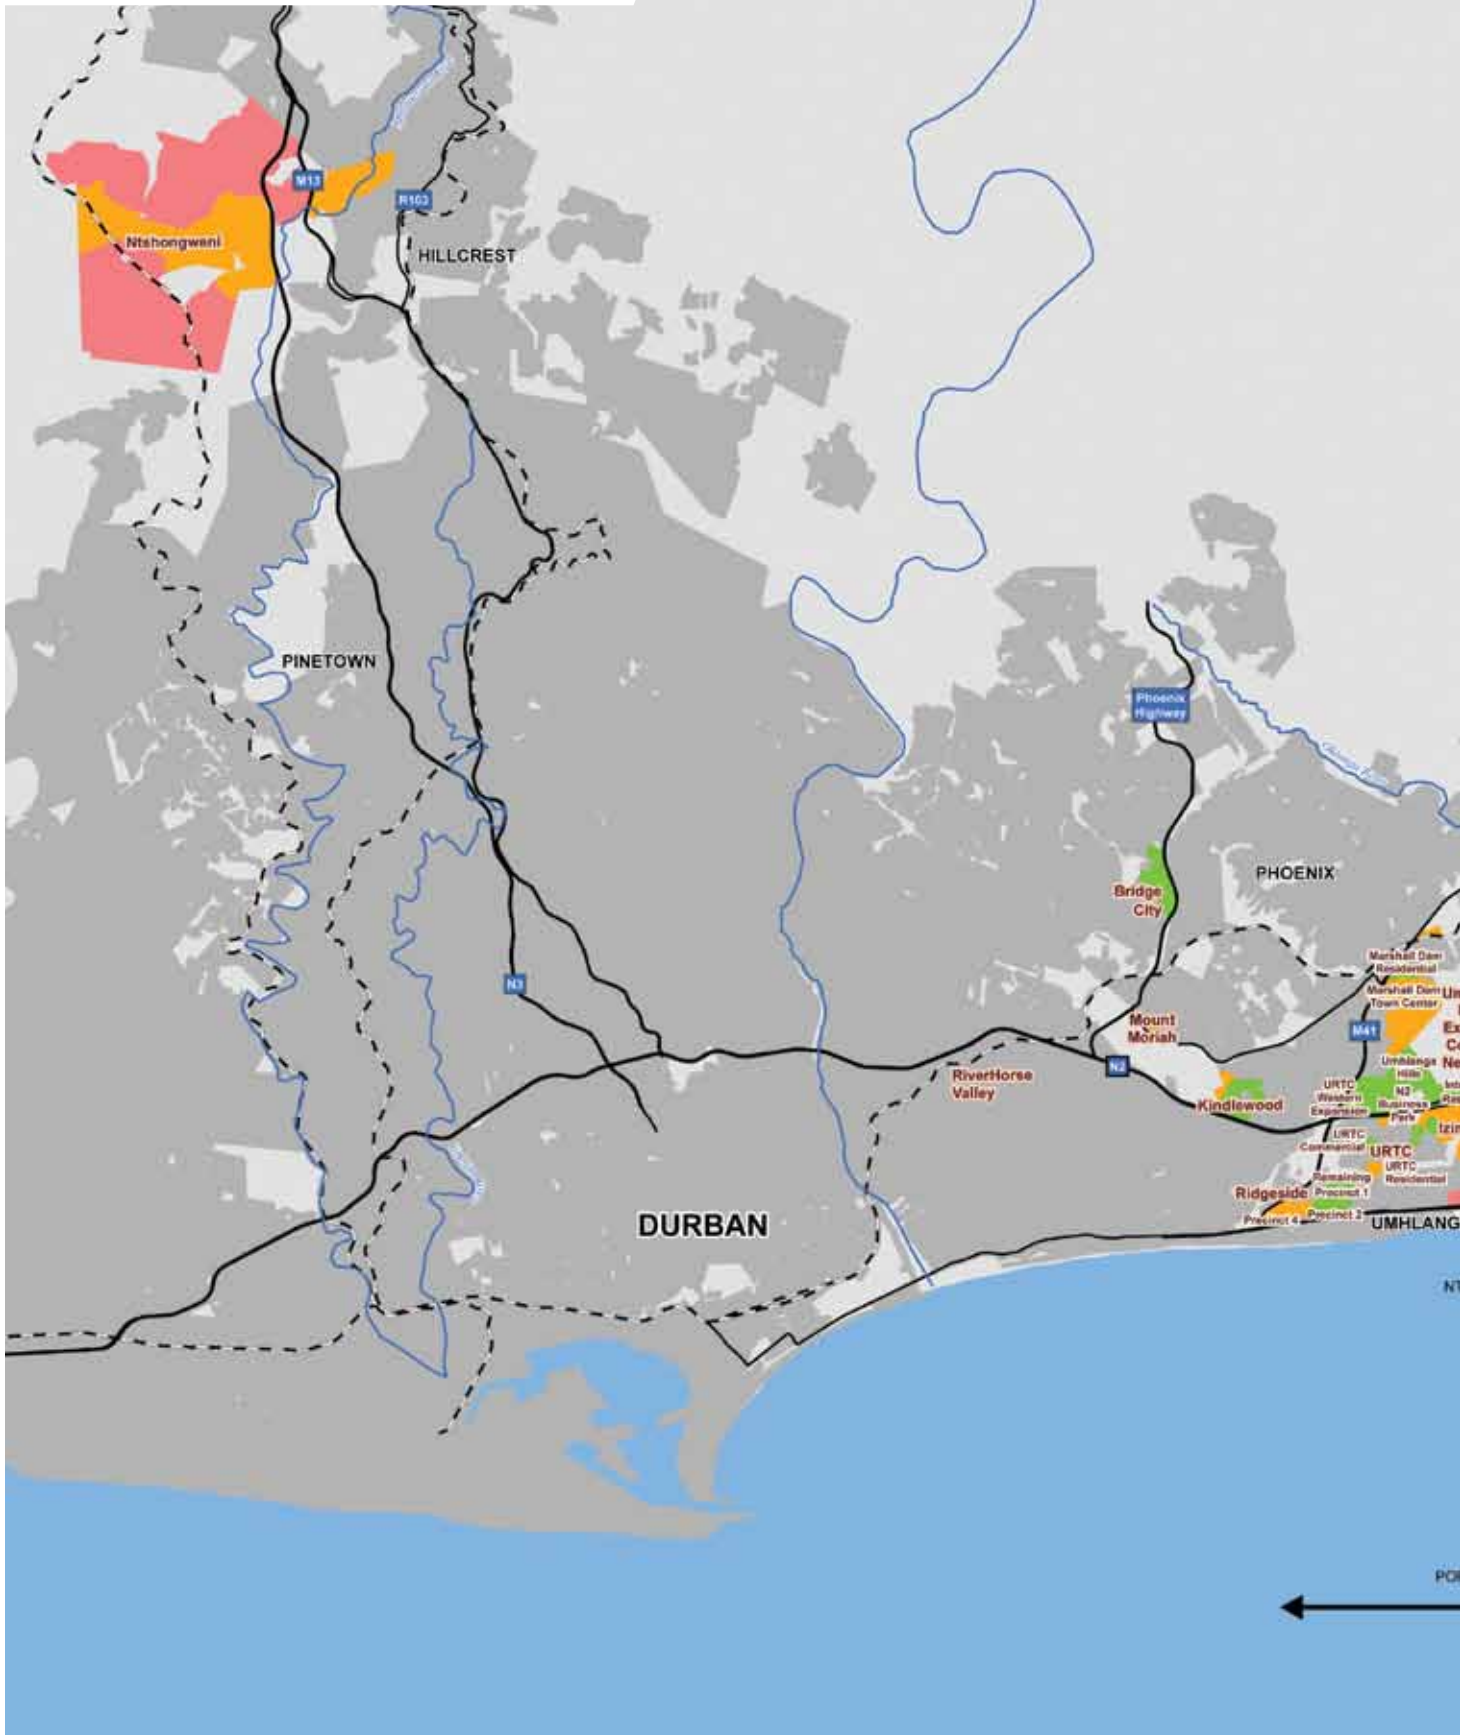 M13
R103
Ntshongweni
HILLCREST
PINETOWN
Phoenix
Highway
PHOENIX
Bridge
City
Marshall Dam
Residential
Marshall Dam
Town Center
N3
Mount
Moriah
M41
N2
RiverHorse
Valley
Umhlanga
Hills
Kindlewood
URTC
Western
Expansion
N2
Business
Park
URTC
Commercial
URTC
URTC
Residential
Remaining
Precinct 1
Ridgeside
Precinct 4
Precinct 2
DURBAN
UMHLANG